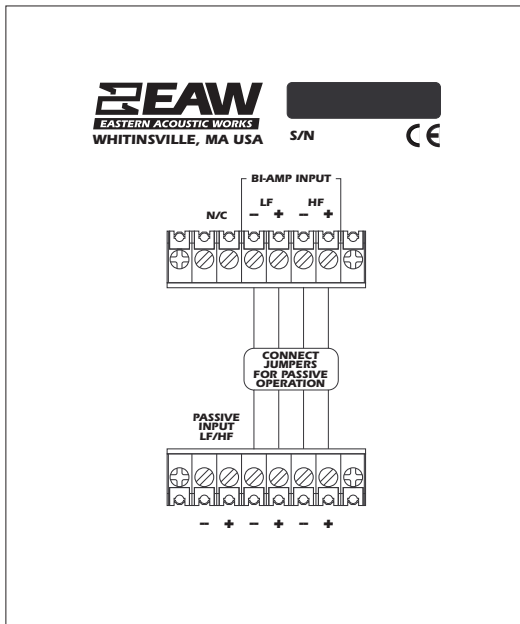 EAW
EASTERN ACOUSTIC WORKS
WHITINSVILLE, MA USA
S/N
CE
BI-AMP INPUT
LF HF
N/C − + − +
CONNECT
JUMPERS
FOR PASSIVE
OPERATION
PASSIVE
INPUT
LF/HF
− + − + − +